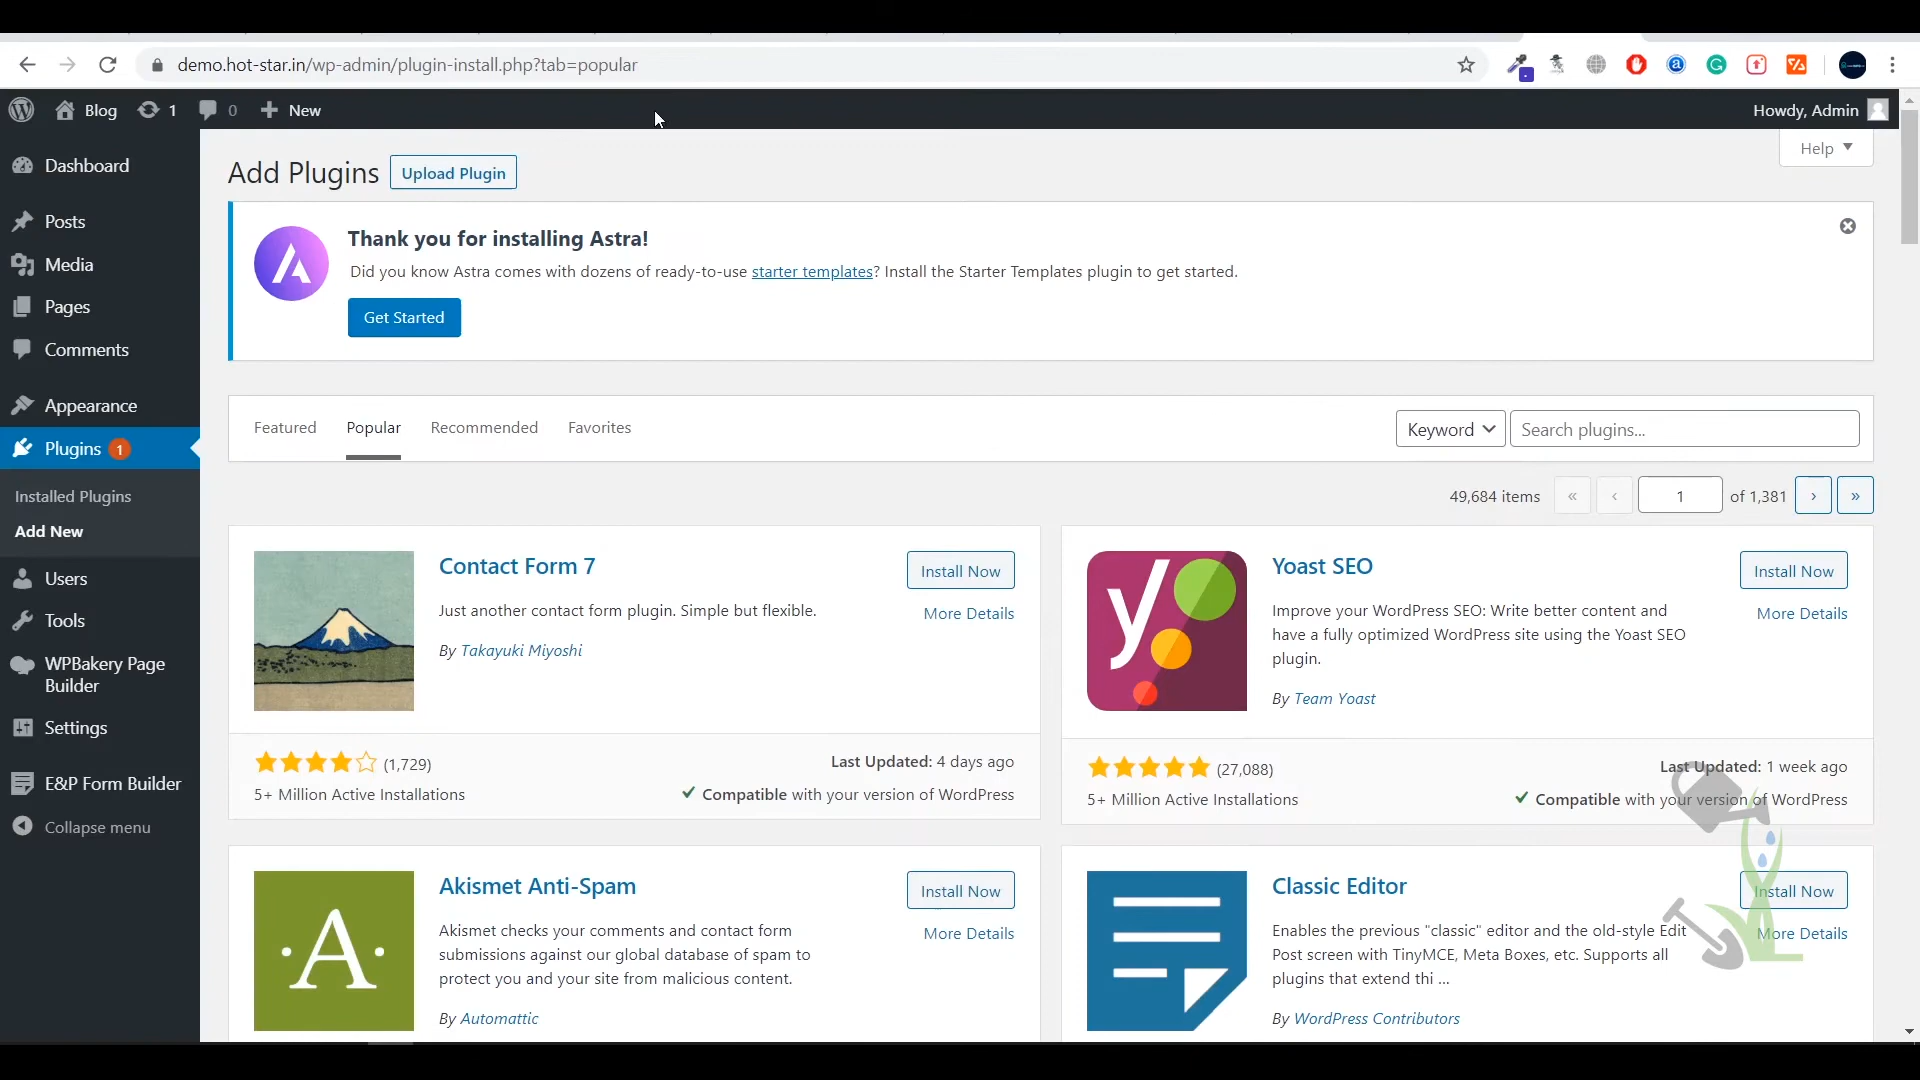 demo.hot-star.in/wp-admin/plugin-install.php?tab=popular
Blog 1 0 New
Howdy, Admin
Dashboard
Posts
Media
Pages
Comments
Appearance
Plugins 1
Installed Plugins
Add New
Users
Tools
WPBakery Page
Builder
Settings
E&P Form Builder
Collapse menu
Help
Add Plugins Upload Plugin
Thank you for installing Astra!
Did you know Astra comes with dozens of ready-to-use starter templates? Install the Starter Templates plugin to get started.
Get Started
Featured Popular Recommended Favorites
Keyword Search plugins...
49,684 items « ‹ 1 of 1,381 › »
Contact Form 7
Install Now
More Details
Just another contact form plugin. Simple but flexible.
By Takayuki Miyoshi
(1,729)
5+ Million Active Installations
Last Updated: 4 days ago
Compatible with your version of WordPress
Yoast SEO
Install Now
More Details
Improve your WordPress SEO: Write better content and
have a fully optimized WordPress site using the Yoast SEO
plugin.
By Team Yoast
(27,088)
5+ Million Active Installations
Last Updated: 1 week ago
Compatible with your version of WordPress
Akismet Anti-Spam
Install Now
More Details
Akismet checks your comments and contact form
submissions against our global database of spam to
protect you and your site from malicious content.
By Automattic
Classic Editor
Install Now
More Details
Enables the previous "classic" editor and the old-style Edit
Post screen with TinyMCE, Meta Boxes, etc. Supports all
plugins that extend thi ...
By WordPress Contributors